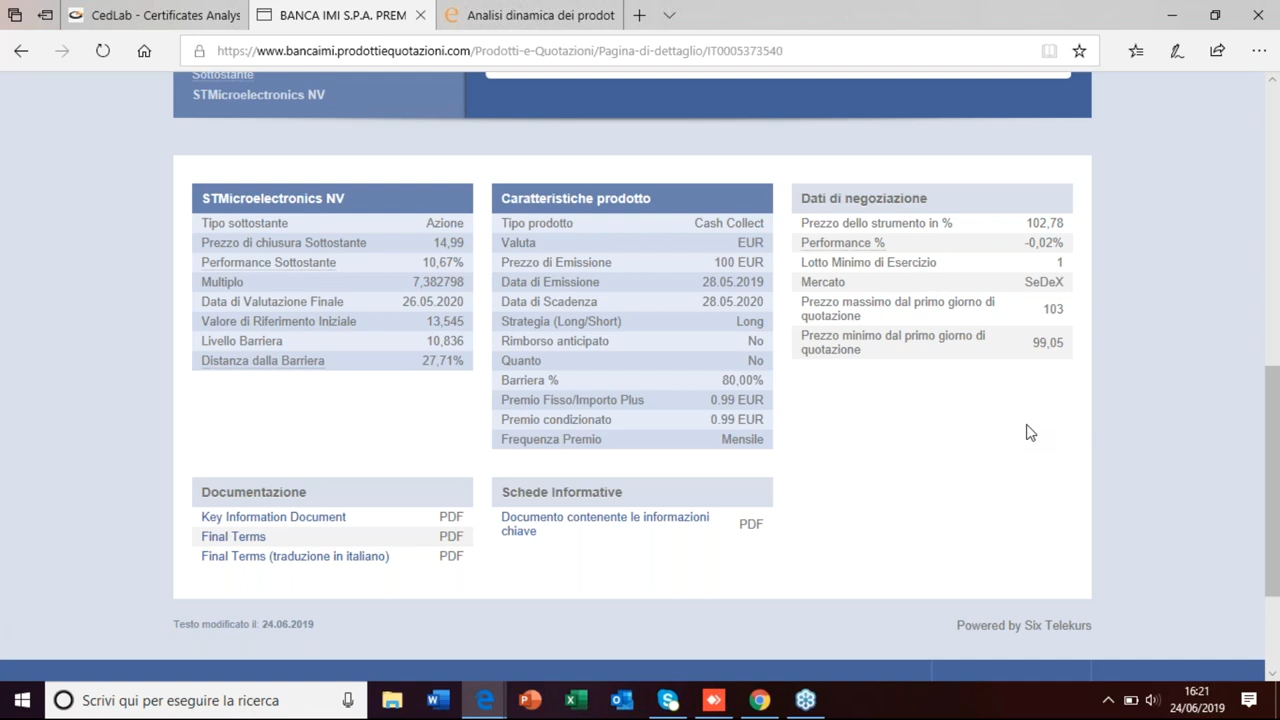 CedLab - Certificates Analys
BANCA IMI S.P.A. PREM
Analisi dinamica dei prodot
https://www.bancaimi.prodottiequotazioni.com/Prodotti-e-Quotazioni/Pagina-di-dettaglio/IT0005373540
Sottostante
STMicroelectronics NV
STMicroelectronics NV
Tipo sottostante Azione
Prezzo di chiusura Sottostante 14,99
Performance Sottostante 10,67%
Multiplo 7,382798
Data di Valutazione Finale 26.05.2020
Valore di Riferimento Iniziale 13,545
Livello Barriera 10,836
Distanza dalla Barriera 27,71%
Caratteristiche prodotto
Tipo prodotto Cash Collect
Valuta EUR
Prezzo di Emissione 100 EUR
Data di Emissione 28.05.2019
Data di Scadenza 28.05.2020
Strategia (Long/Short) Long
Rimborso anticipato No
Quanto No
Barriera % 80,00%
Premio Fisso/Importo Plus 0.99 EUR
Premio condizionato 0.99 EUR
Frequenza Premio Mensile
Dati di negoziazione
Prezzo dello strumento in % 102,78
Performance % -0,02%
Lotto Minimo di Esercizio 1
Mercato SeDeX
Prezzo massimo dal primo giorno di
quotazione 103
Prezzo minimo dal primo giorno di
quotazione 99,05
Documentazione
Key Information Document PDF
Final Terms PDF
Final Terms (traduzione in italiano) PDF
Schede Informative
Documento contenente le informazioni
chiave PDF
Testo modificato il: 24.06.2019
Powered by Six Telekurs
Scrivi qui per eseguire la ricerca
16:21
24/06/2019